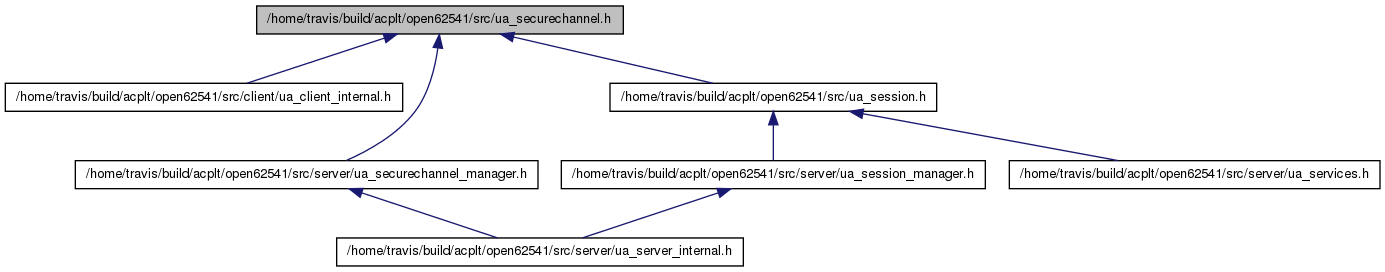 /home/travis/build/acplt/open62541/src/ua_securechannel.h
/home/travis/build/acplt/open62541/src/client/ua_client_internal.h
/home/travis/build/acplt/open62541/src/ua_session.h
/home/travis/build/acplt/open62541/src/server/ua_securechannel_manager.h
/home/travis/build/acplt/open62541/src/server/ua_session_manager.h
/home/travis/build/acplt/open62541/src/server/ua_services.h
/home/travis/build/acplt/open62541/src/server/ua_server_internal.h